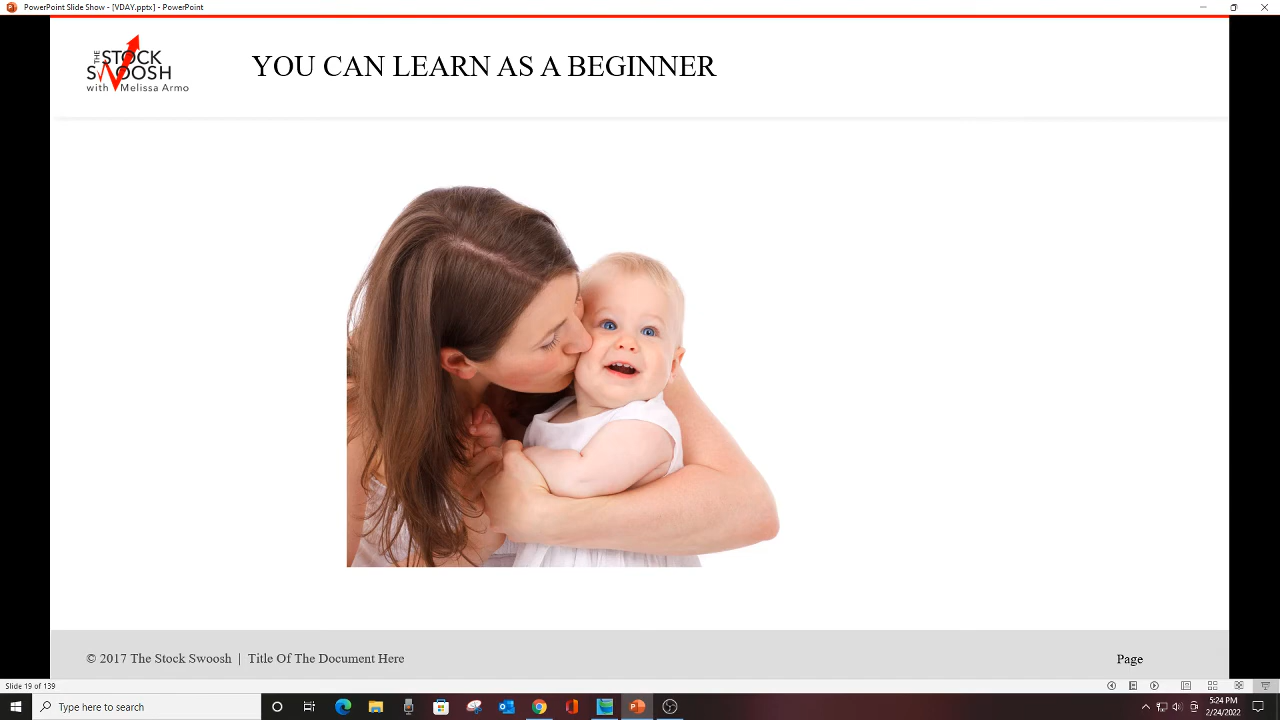 PowerPoint Slide Show - [VDAY.pptx] - PowerPoint
THE STOCK
SWOOSH
with Melissa Armo
YOU CAN LEARN AS A BEGINNER
© 2017 The Stock Swoosh | Title Of The Document Here
Page
Slide 19 of 139
Type here to search
5:24 PM
2/24/2022